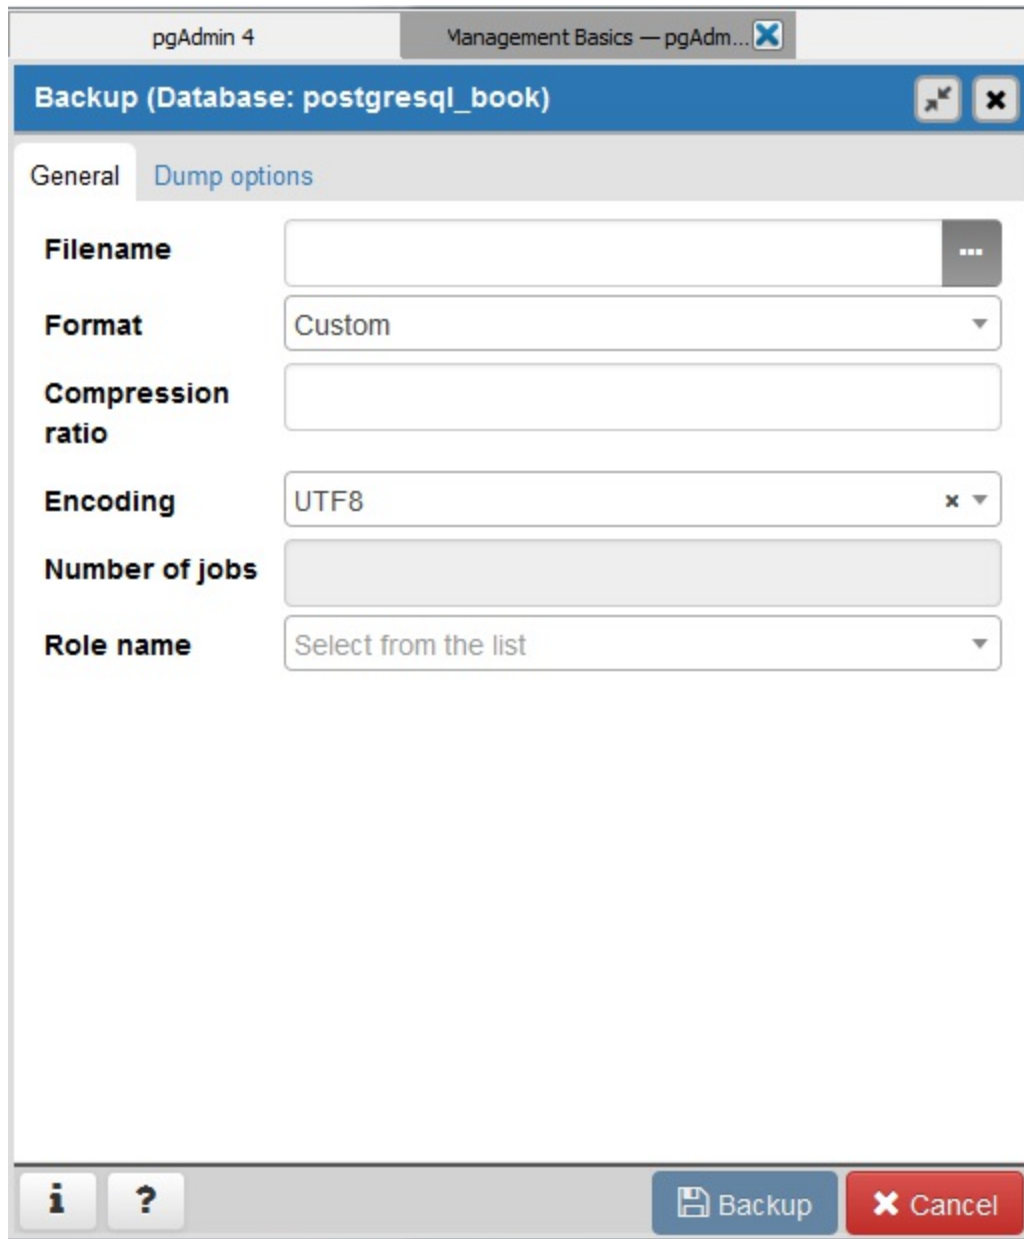 pgAdmin 4
Management Basics — pgAdm...
Backup (Database: postgresql_book)
General
Dump options
Filename
...
Format
Custom
Compression
ratio
Encoding
UTF8
Number of jobs
Role name
Select from the list
i
?
Backup
Cancel